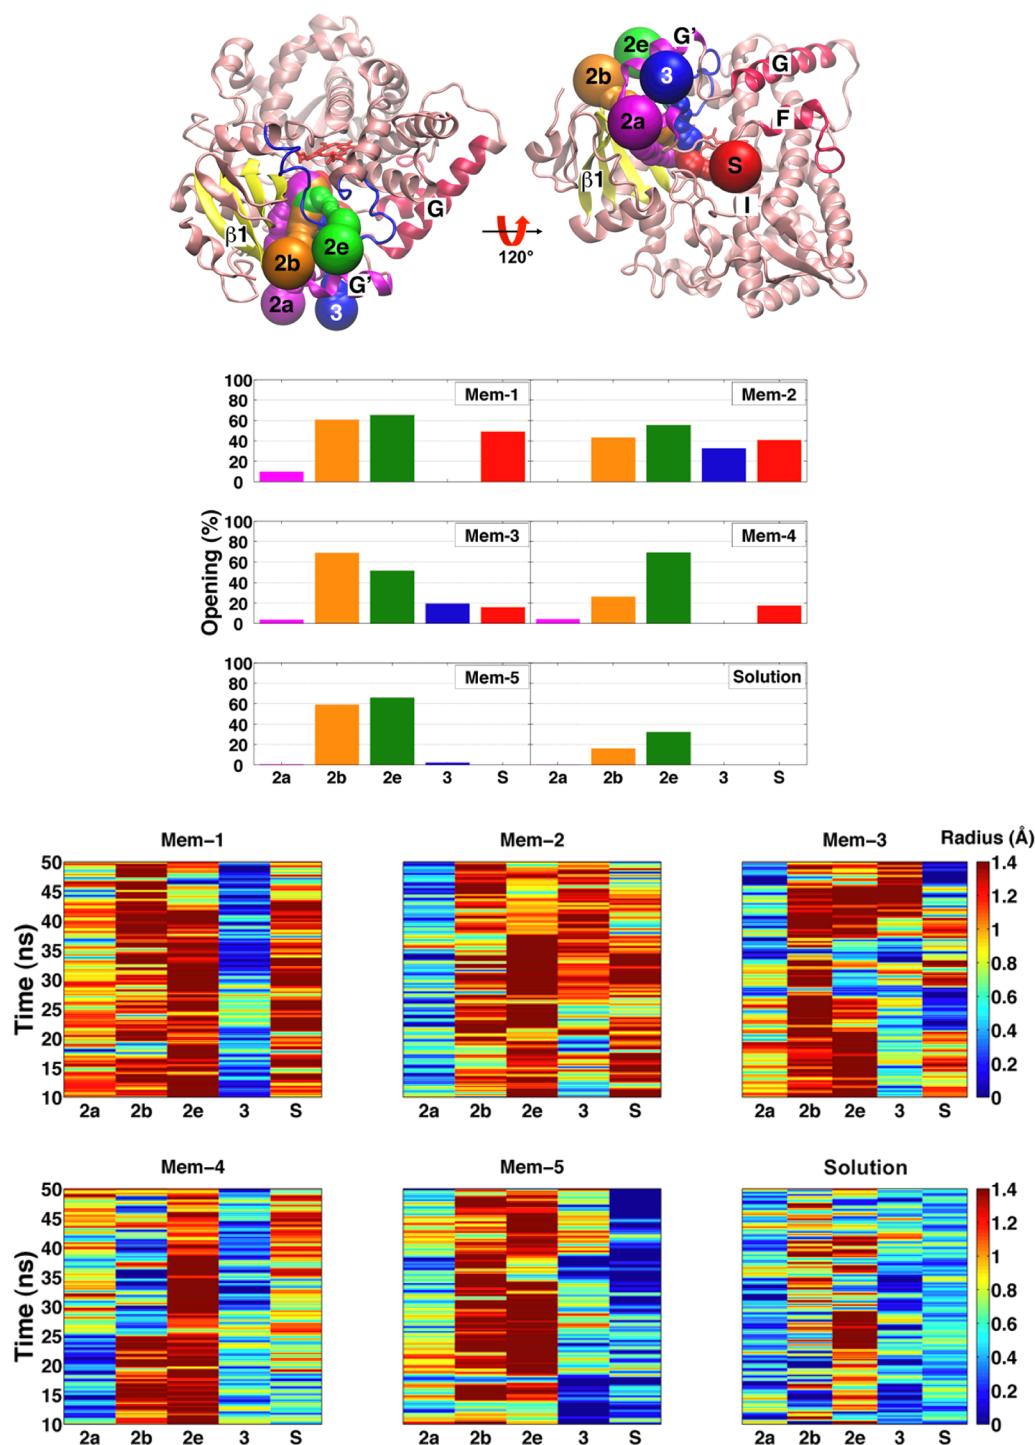 2e
G’
2b
3
G
2a
F
S
β1
I
β1
G
2b
2e
120°
G’
2a
3
100
80
60
40
20
0
Mem-1
Mem-2
Opening (%)
100
80
60
40
20
0
Mem-3
Mem-4
100
80
60
40
20
0
Mem-5
Solution
2a 2b 2e 3 S 2a 2b 2e 3 S
Mem−1 Mem−2 Mem−3 Radius (Å)
Time (ns)
50
45
40
35
30
25
20
15
10
1.4
1.2
1
0.8
0.6
0.4
0.2
0
2a 2b 2e 3 S 2a 2b 2e 3 S 2a 2b 2e 3 S
Mem−4 Mem−5 Solution
Time (ns)
50
45
40
35
30
25
20
15
10
1.4
1.2
1
0.8
0.6
0.4
0.2
0
2a 2b 2e 3 S 2a 2b 2e 3 S 2a 2b 2e 3 S